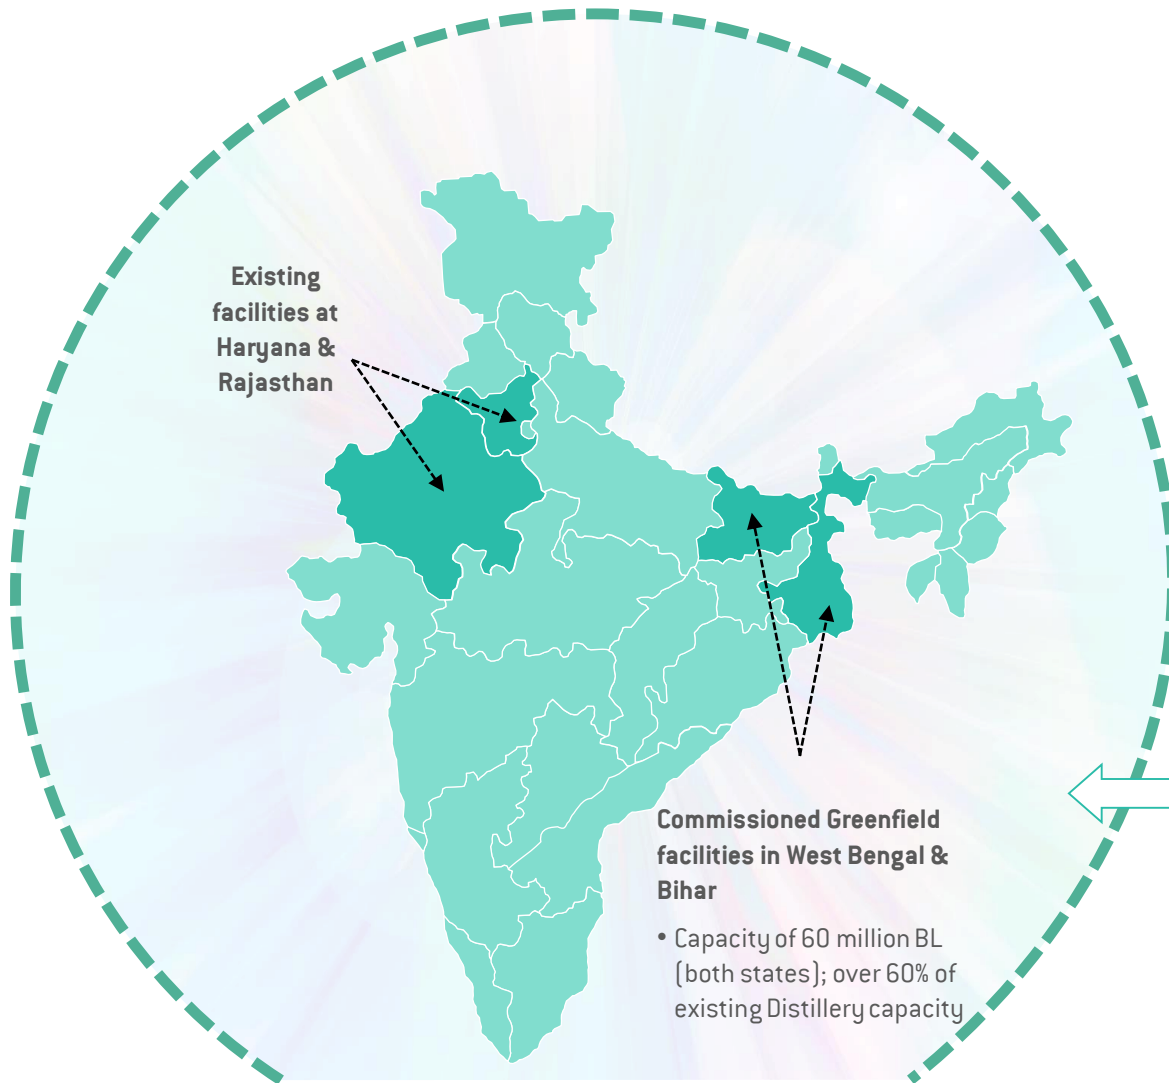 Existing
facilities at
Haryana &
Rajasthan
Commissioned Greenfield
facilities in West Bengal &
Bihar
• Capacity of 60 million BL
(both states); over 60% of
existing Distillery capacity